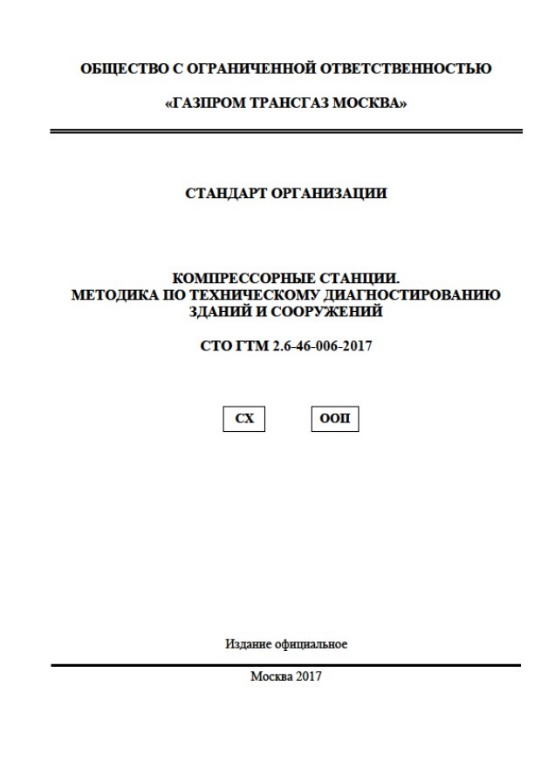 ОБЩЕСТВО С ОГРАНИЧЕННОЙ ОТВЕТСТВЕННОСТЬЮ
«ГАЗПРОМ ТРАНСГАЗ МОСКВА»
СТАНДАРТ ОРГАНИЗАЦИИ
КОМПРЕССОРНЫЕ СТАНЦИИ.
МЕТОДИКА ПО ТЕХНИЧЕСКОМУ ДИАГНОСТИРОВАНИЮ
ЗДАНИЙ И СООРУЖЕНИЙ
СТО ГТМ 2.6-46-006-2017
СХ ООП
Издание официальное
Москва 2017